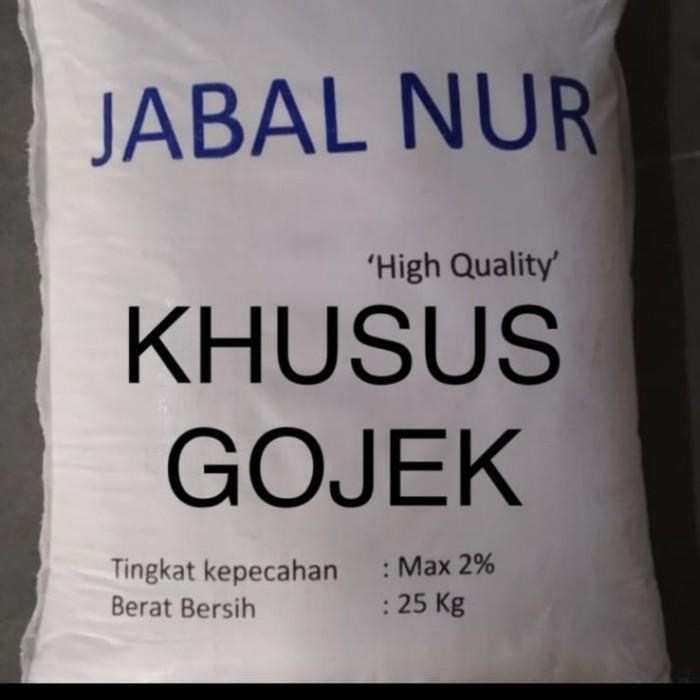 JABAL NUR
‘High Quality’
KHUSUS
GOJEK
Tingkat kepecahan : Max 2%
Berat Bersih : 25 Kg